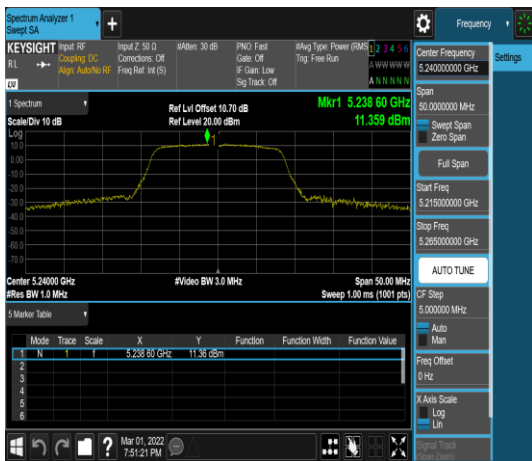 Spectrum Analyzer 1
Swept SA
+
Frequency
KEYSIGHT
Input: RF
Coupling: DC
Align: Auto/No RF
Input Z: 50 Ω
Corrections: Off
Freq Ref: Int (S)
#Atten: 30 dB
PNO: Fast
Gate: Off
IF Gain: Low
Sig Track: Off
#Avg Type: Power (RMS
Trig: Free Run
1 2 3 4 5 6
A W W W W W
A N N N N N
R L
LXI
1 Spectrum
Scale/Div 10 dB
Ref Lvl Offset 10.70 dB
Ref Level 20.00 dBm
Mkr1 5.238 60 GHz
11.359 dBm
Log
10.0
0.00
-10.0
-20.0
-30.0
-40.0
-50.0
-60.0
-70.0
1
Center 5.24000 GHz
#Res BW 1.0 MHz
#Video BW 3.0 MHz
Span 50.00 MHz
Sweep 1.00 ms (1001 pts)
5 Marker Table
Mode Trace Scale X Y Function Function Width Function Value
1 N 1 f 5.238 60 GHz 11.36 dBm
2
3
4
5
6
Mar 01, 2022
7:51:21 PM
?
Center Frequency
5.240000000 GHz
Span
50.0000000 MHz
Swept Span
Zero Span
Full Span
Start Freq
5.215000000 GHz
Stop Freq
5.265000000 GHz
AUTO TUNE
CF Step
5.000000 MHz
Auto
Man
Freq Offset
0 Hz
X Axis Scale
Log
Lin
Signal Track
(Span Zoom)
Settings